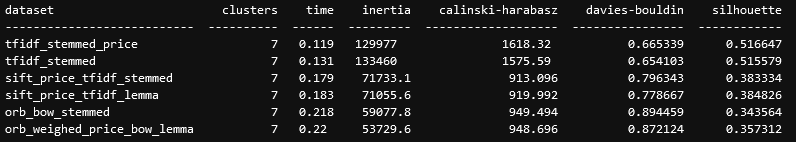 dataset clusters time inertia calinski-harabasz davies-bouldin silhouette
------------------------- ---------- ------ --------- ------------------- ---------------- ------------
tfidf_stemmed_price 7 0.119 129977 1618.32 0.665339 0.516647
tfidf_stemmed 7 0.131 133460 1575.59 0.654103 0.515579
sift_price_tfidf_stemmed 7 0.179 71733.1 913.096 0.796343 0.383334
sift_price_tfidf_lemma 7 0.183 71055.6 919.992 0.778667 0.384826
orb_bow_stemmed 7 0.218 59077.8 949.494 0.894459 0.343564
orb_weighed_price_bow_lemma 7 0.22 53729.6 948.696 0.872124 0.357312